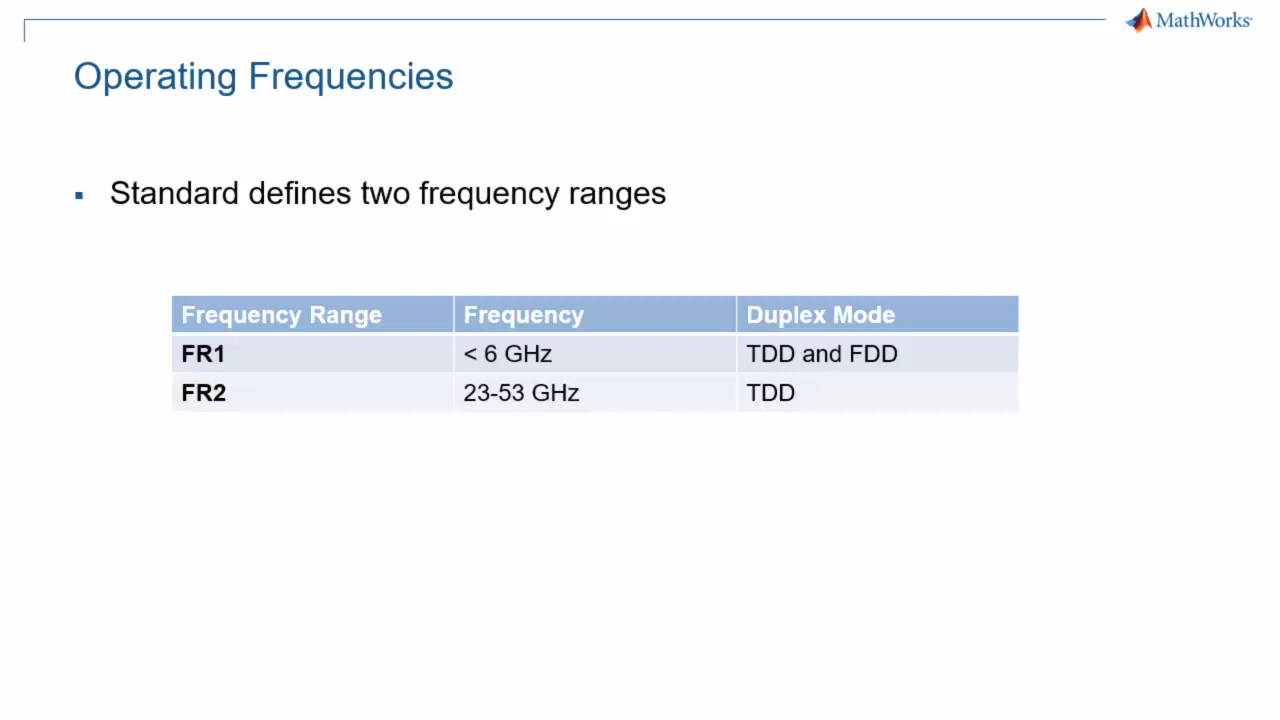 MathWorks
Operating Frequencies
▪ Standard defines two frequency ranges
Frequency Range Frequency Duplex Mode
FR1 < 6 GHz TDD and FDD
FR2 23-53 GHz TDD